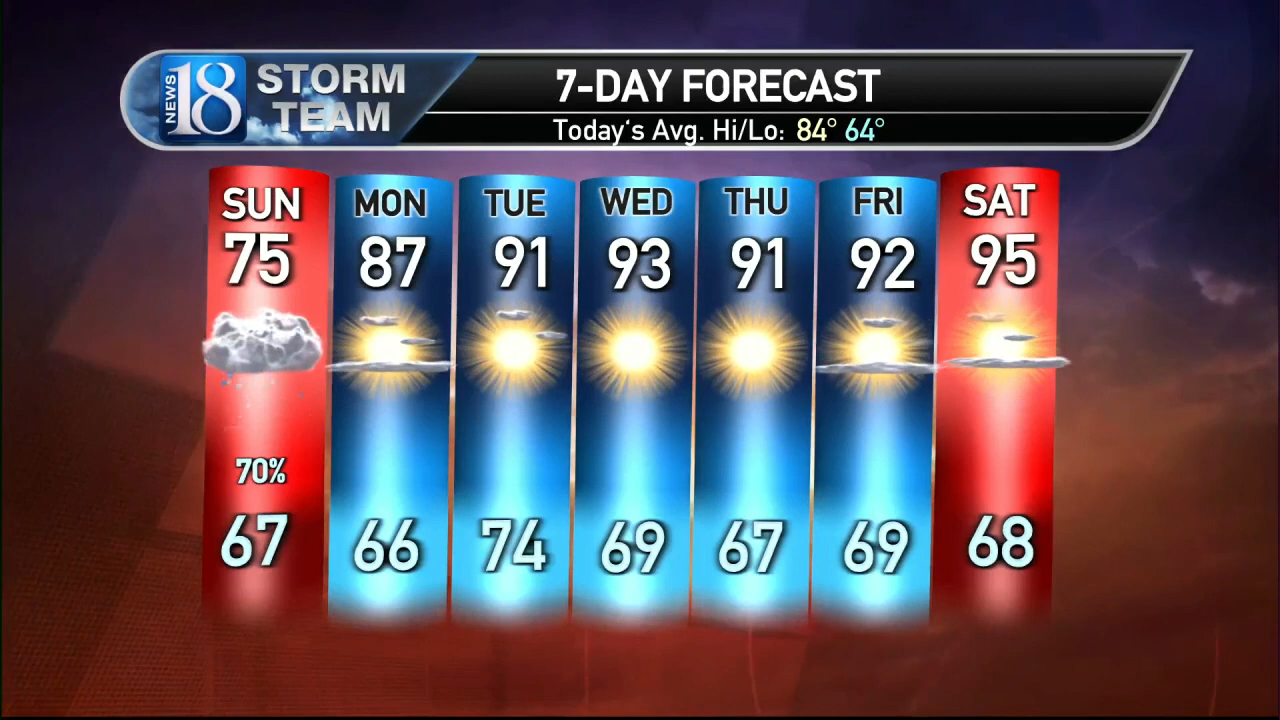 NEWS 18
STORM TEAM
7-DAY FORECAST
Today's Avg. Hi/Lo: 84° 64°
SUN MON TUE WED THU FRI SAT
75 87 91 93 91 92 95
70%
67 66 74 69 67 69 68